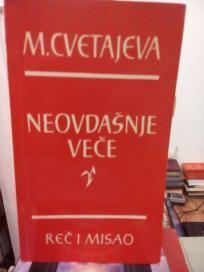 M. CVETAJEVA
NEOVDAŠNJE
VEČE
REČ I MISAO